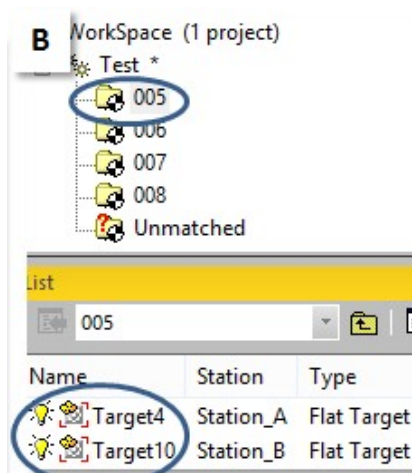 B
WorkSpace (1 project)
Test *
005
006
007
008
Unmatched
List
005
Name Station Type
Target4 Station_A Flat Target
Target10 Station_B Flat Target